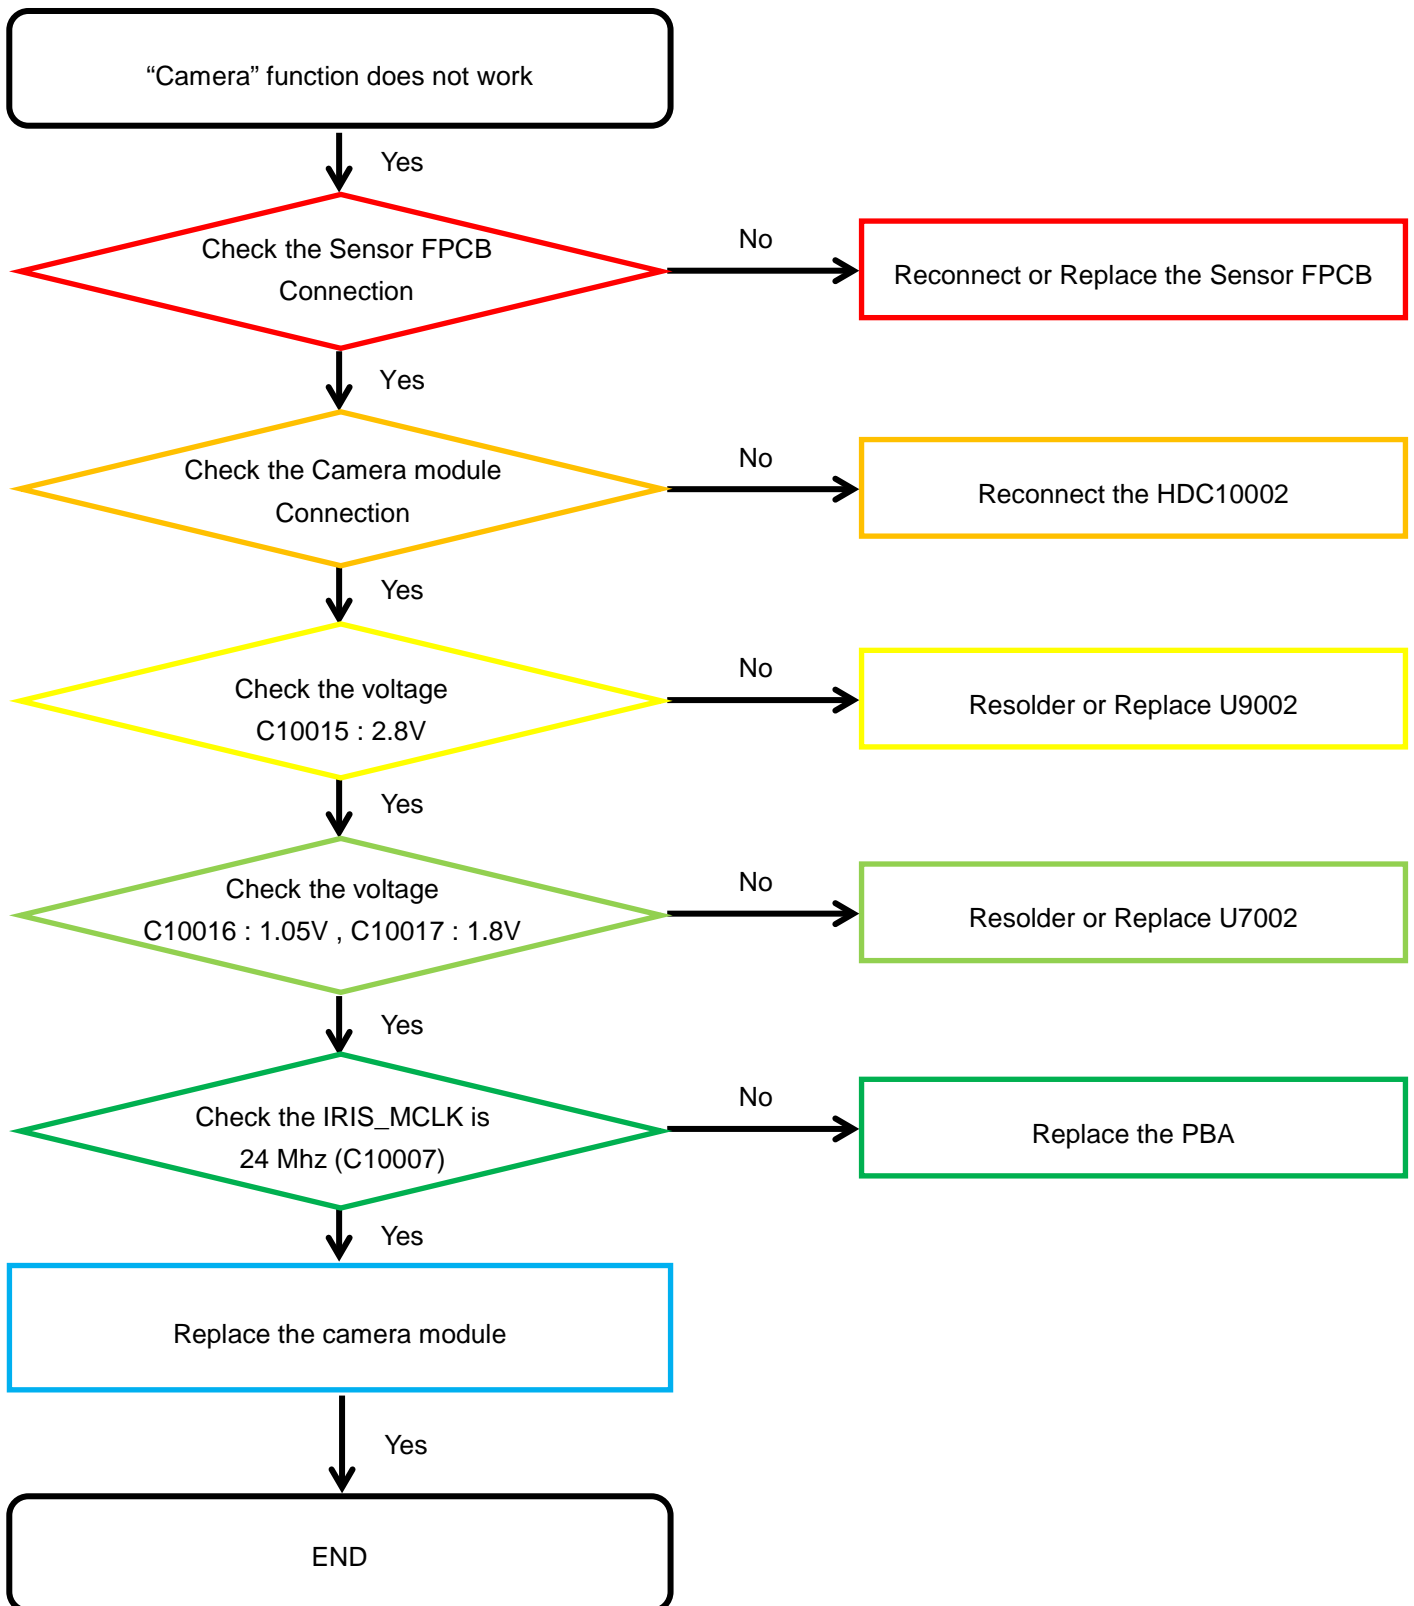 “Camera” function does not work
Yes
Check the Sensor FPCB
Connection
No
Reconnect or Replace the Sensor FPCB
Yes
Check the Camera module
Connection
No
Reconnect the HDC10002
Yes
Check the voltage
C10015 : 2.8V
No
Resolder or Replace U9002
Yes
Check the voltage
C10016 : 1.05V , C10017 : 1.8V
No
Resolder or Replace U7002
Yes
Check the IRIS_MCLK is
24 Mhz (C10007)
No
Replace the PBA
Yes
Replace the camera module
Yes
END